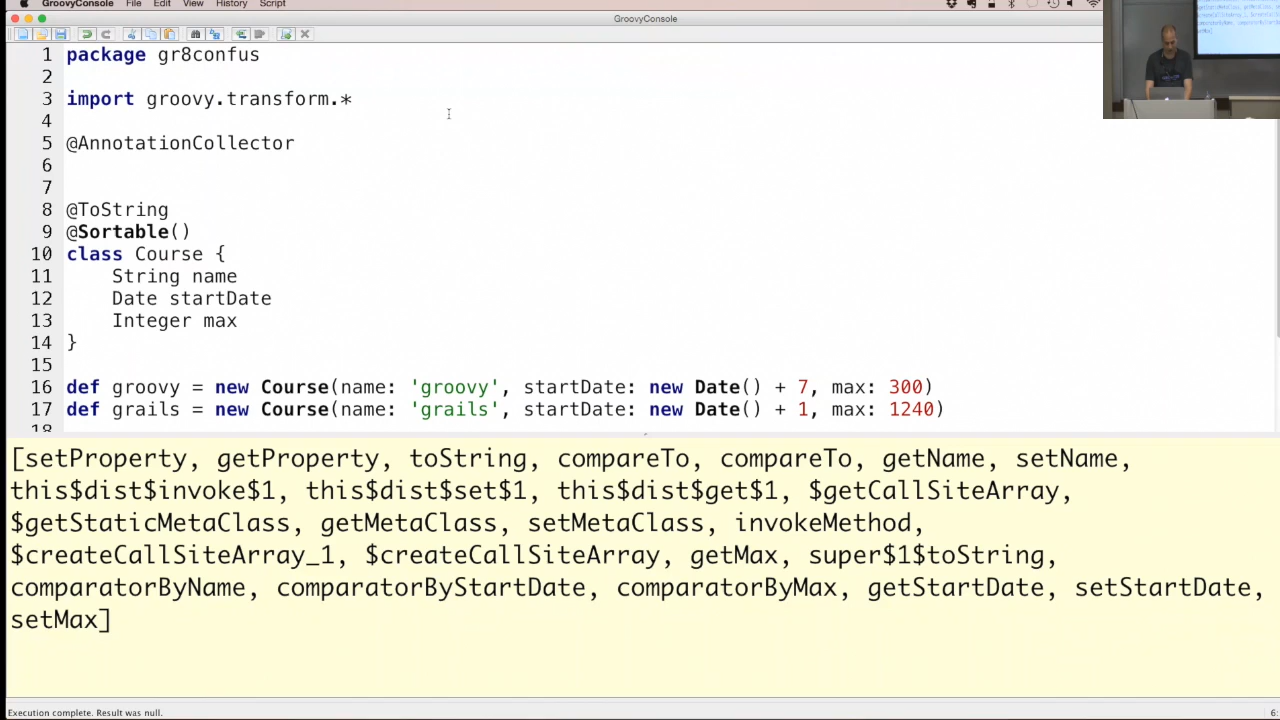 GroovyConsole File Edit View History Script
GroovyConsole
1 package gr8confus
2
3 import groovy.transform.*
4
5 @AnnotationCollector
6
7
8 @ToString
9 @Sortable()
10 class Course {
11 String name
12 Date startDate
13 Integer max
14 }
15
16 def groovy = new Course(name: 'groovy', startDate: new Date() + 7, max: 300)
17 def grails = new Course(name: 'grails', startDate: new Date() + 1, max: 1240)
18
[setProperty, getProperty, toString, compareTo, compareTo, getName, setName,
this$dist$invoke$1, this$dist$set$1, this$dist$get$1, $getCallSiteArray,
$getStaticMetaClass, getMetaClass, setMetaClass, invokeMethod,
$createCallSiteArray_1, $createCallSiteArray, getMax, super$1$toString,
comparatorByName, comparatorByStartDate, comparatorByMax, getStartDate, setStartDate,
setMax]
Execution complete. Result was null.
6: